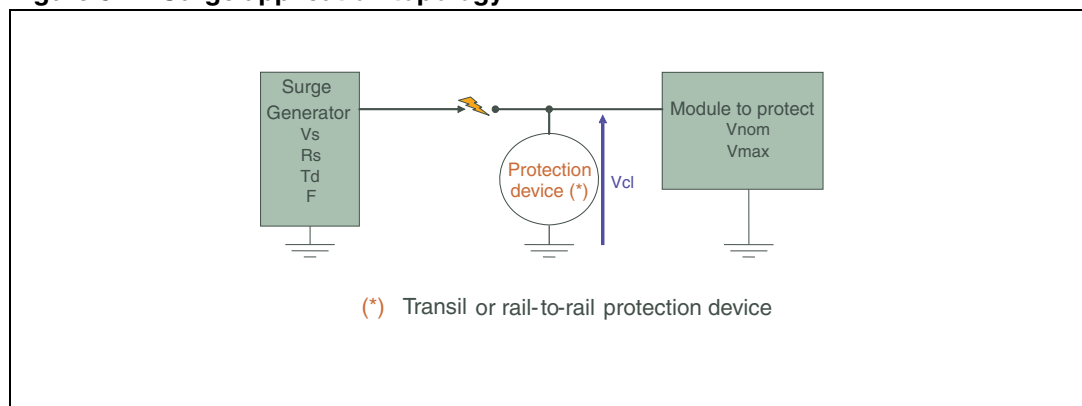 Surge
Generator
Vs
Rs
Td
F
Protection
device (*)
Vcl
Module to protect
Vnom
Vmax
(*) Transil or rail-to-rail protection device